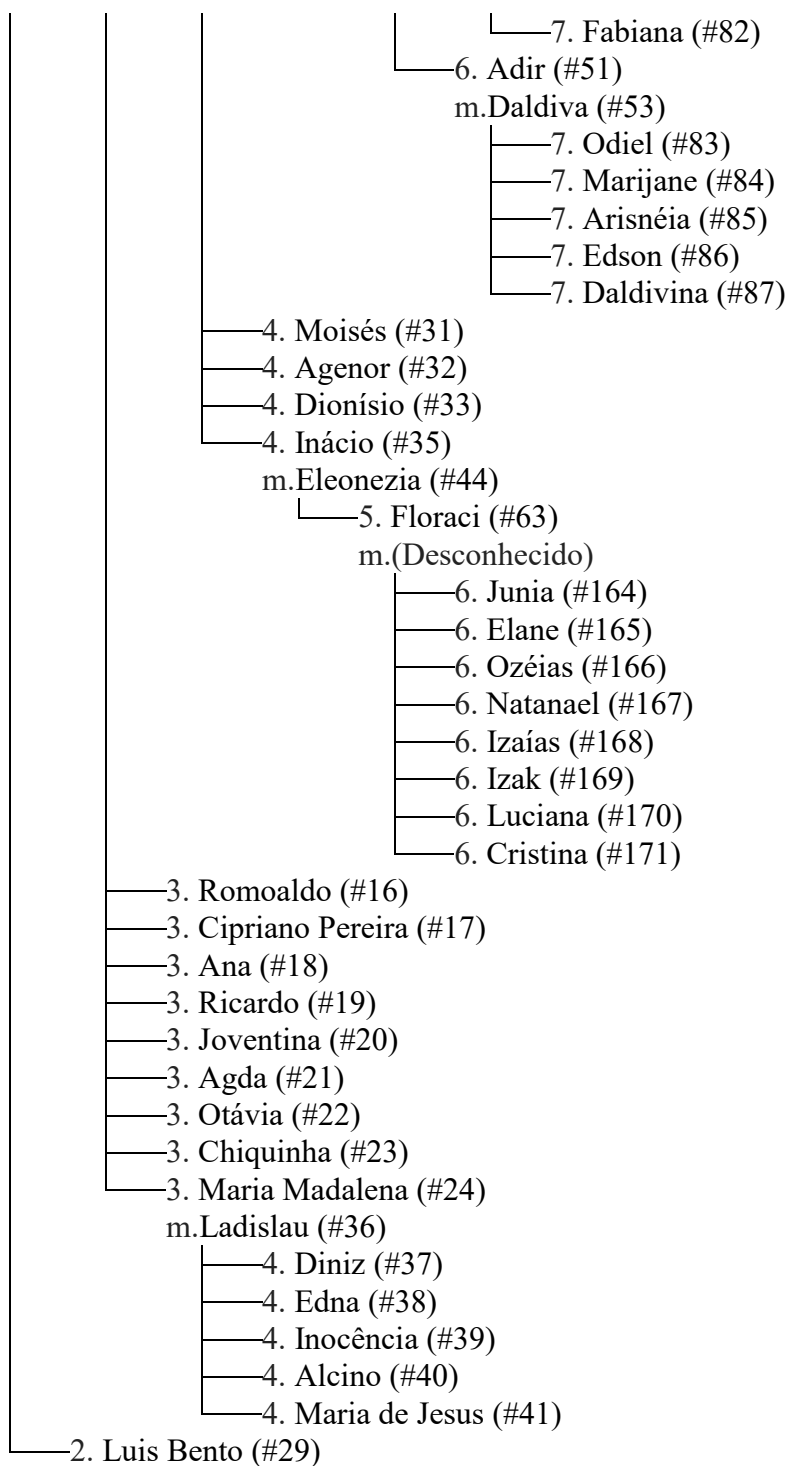 7. Fabiana (#82)
6. Adir (#51)
m.Daldiva (#53)
7. Odiel (#83)
7. Marijane (#84)
7. Arisnéia (#85)
7. Edson (#86)
7. Daldivina (#87)
4. Moisés (#31)
4. Agenor (#32)
4. Dionísio (#33)
4. Inácio (#35)
m.Eleonezia (#44)
5. Floraci (#63)
m.(Desconhecido)
6. Junia (#164)
6. Elane (#165)
6. Ozéias (#166)
6. Natanael (#167)
6. Izaías (#168)
6. Izak (#169)
6. Luciana (#170)
6. Cristina (#171)
3. Romoaldo (#16)
3. Cipriano Pereira (#17)
3. Ana (#18)
3. Ricardo (#19)
3. Joventina (#20)
3. Agda (#21)
3. Otávia (#22)
3. Chiquinha (#23)
3. Maria Madalena (#24)
m.Ladislau (#36)
4. Diniz (#37)
4. Edna (#38)
4. Inocência (#39)
4. Alcino (#40)
4. Maria de Jesus (#41)
2. Luis Bento (#29)